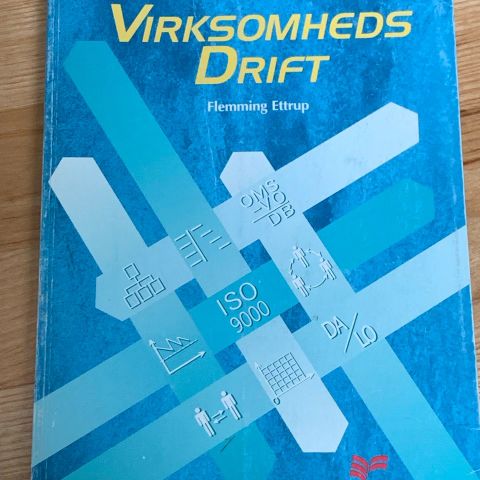 VIRKSOMHEDS
DRIFT
Flemming Ettrup
OMS
-VO
DB
ISO
9000
DA/LO